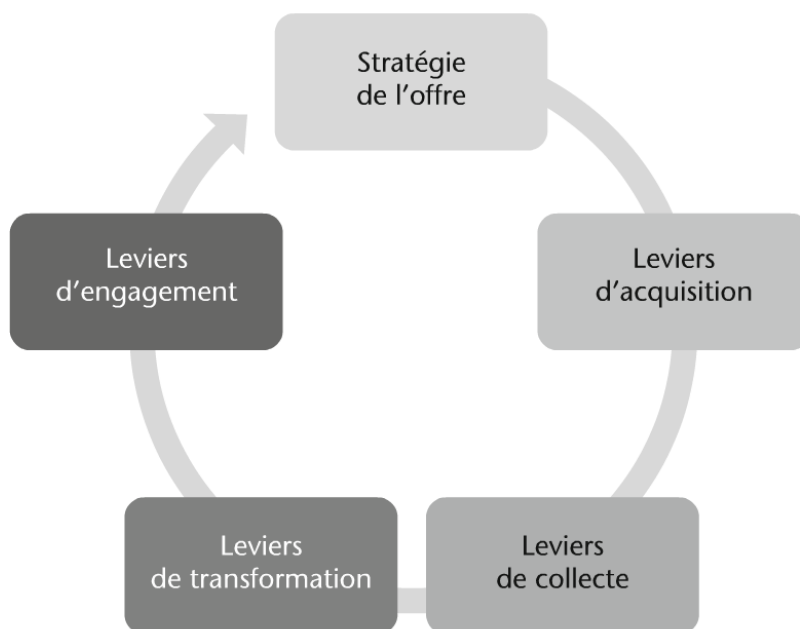 Stratégie
de l’offre
Leviers
d’acquisition
Leviers
de collecte
Leviers
de transformation
Leviers
d’engagement